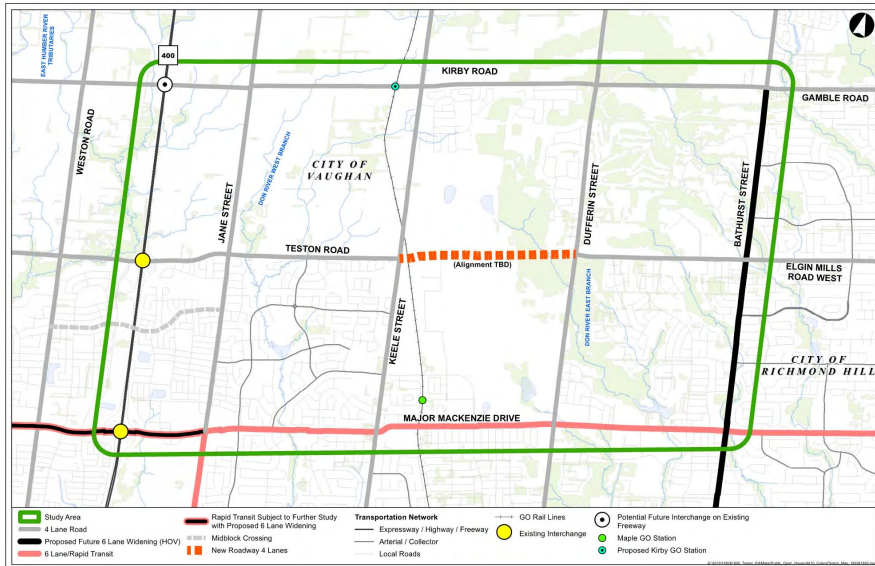 400
EAST HUMBER RIVER
TRIBUTARIES
KIRBY ROAD
GAMBLE ROAD
WESTON ROAD
CITY OF
VAUGHAN
DON RIVER WEST BRANCH
JANE STREET
DUFFERIN STREET
BATHURST STREET
TESTON ROAD
(Alignment TBD)
ELGIN MILLS
ROAD WEST
KEELE STREET
DON RIVER EAST BRANCH
CITY OF
RICHMOND HILL
MAJOR MACKENZIE DRIVE
Study Area
4 Lane Road
Proposed Future 6 Lane Widening (HOV)
6 Lane/Rapid Transit
Rapid Transit Subject to Further Study
with Proposed 6 Lane Widening
Midblock Crossing
New Roadway 4 Lanes
Transportation Network
Expressway / Highway / Freeway
Arterial / Collector
Local Roads
GO Rail Lines
Existing Interchange
Potential Future Interchange on Existing
Freeway
Maple GO Station
Proposed Kirby GO Station